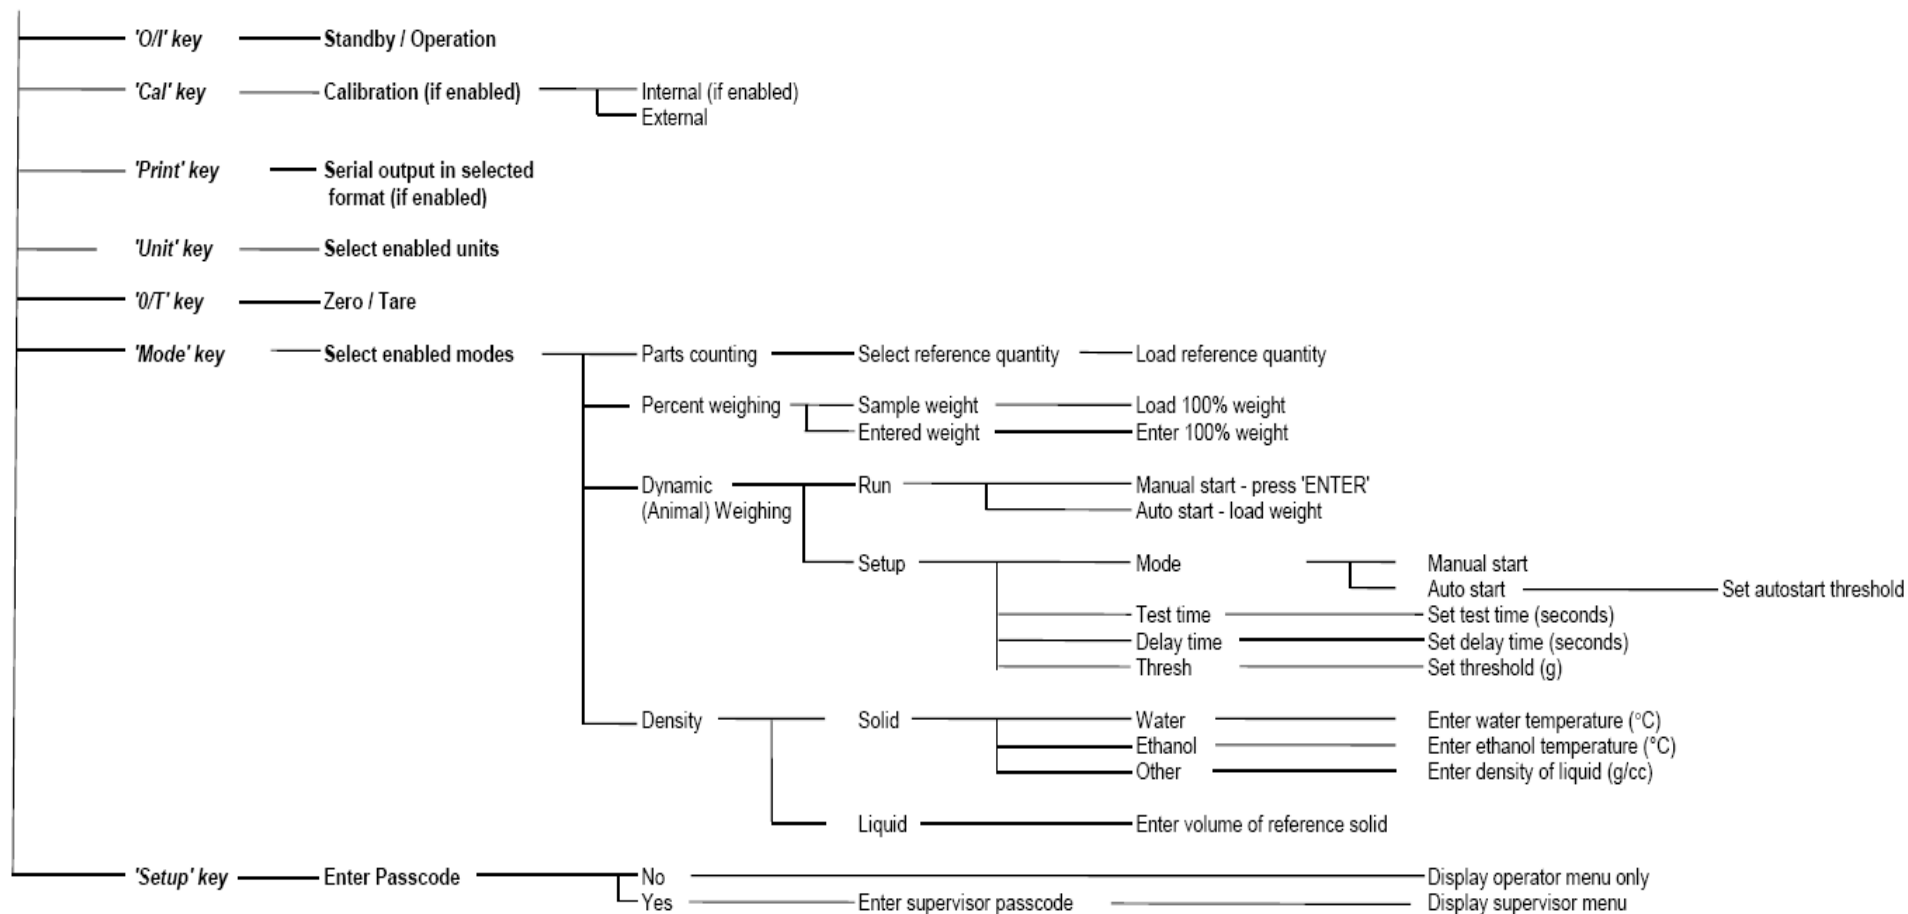 'O/I' key Standby / Operation
'Cal' key Calibration (if enabled) Internal (if enabled)
External
'Print' key Serial output in selected
format (if enabled)
'Unit' key Select enabled units
'0/T' key Zero / Tare
'Mode' key Select enabled modes Parts counting Select reference quantity Load reference quantity
Percent weighing Sample weight Load 100% weight
Entered weight Enter 100% weight
Dynamic Run Manual start - press 'ENTER'
(Animal) Weighing Auto start - load weight
Setup Mode Manual start
Auto start Set autostart threshold
Test time Set test time (seconds)
Delay time Set delay time (seconds)
Thresh Set threshold (g)
Density Solid Water Enter water temperature (°C)
Ethanol Enter ethanol temperature (°C)
Other Enter density of liquid (g/cc)
Liquid Enter volume of reference solid
'Setup' key Enter Passcode No Display operator menu only
Yes Enter supervisor passcode Display supervisor menu